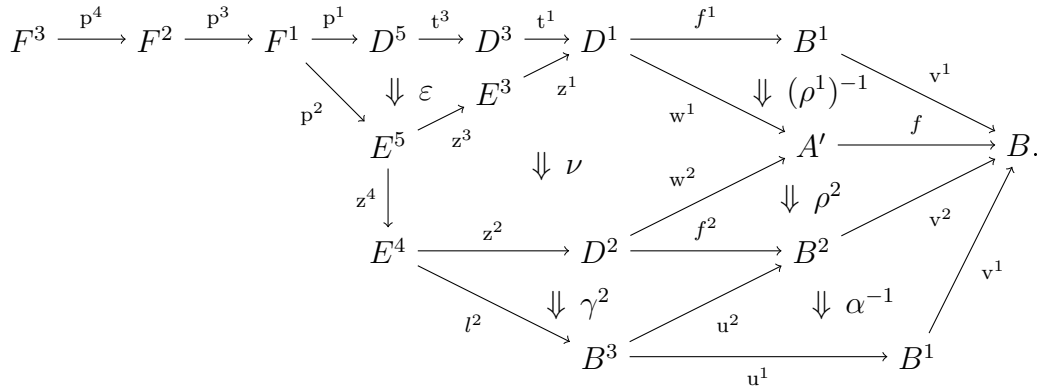 p⁴ p³ p¹ t³ t¹ f¹
F³ F² F¹ D⁵ D³ D¹ B¹
⇓ ε E³ z¹ ⇓ (ρ¹)⁻¹ v¹
p² z³ w¹ f
E⁵ A′ B.
⇓ ν
z⁴ w² ⇓ ρ² v²
z² f²
E⁴ D² B²
v¹
l² ⇓ γ² u² ⇓ α⁻¹
B³ B¹
u¹